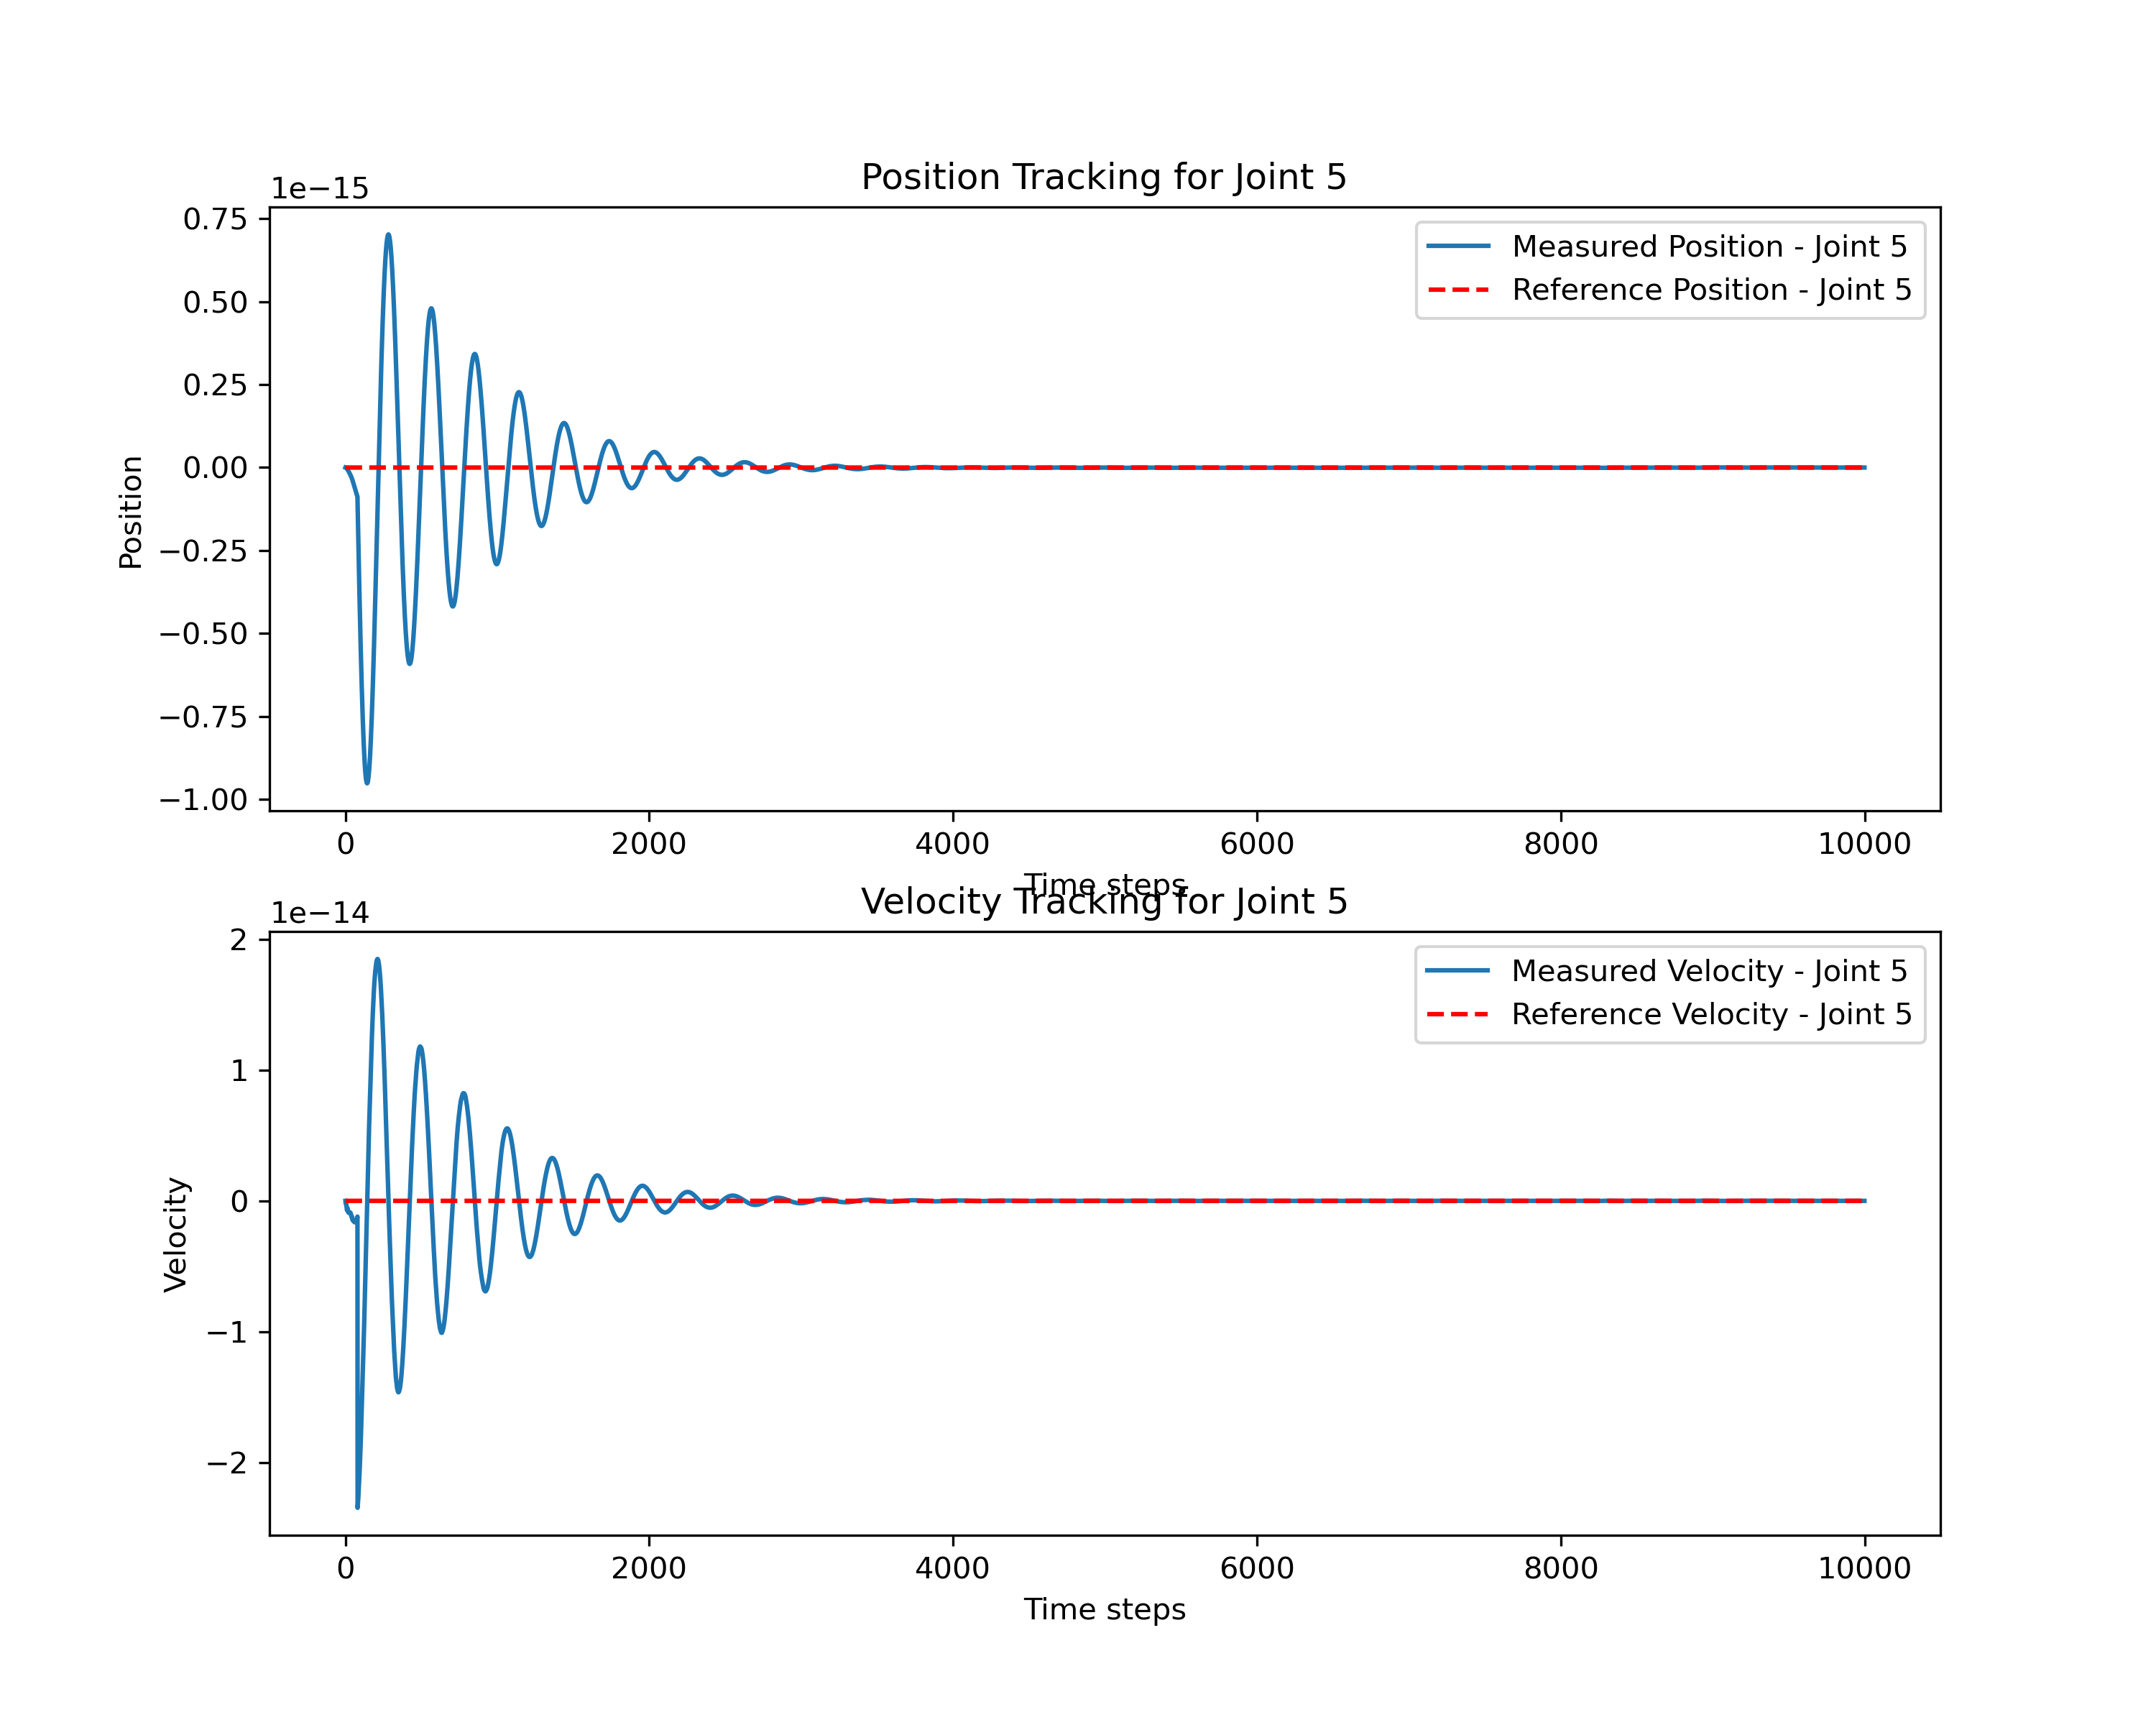 Position Tracking for Joint 5
1e−15
0.75
0.50
0.25
0.00
−0.25
−0.50
−0.75
−1.00
Position
Measured Position - Joint 5
Reference Position - Joint 5
0 2000 4000 6000 8000 10000
Time steps
Velocity Tracking for Joint 5
1e−14
2
1
0
−1
−2
Velocity
Measured Velocity - Joint 5
Reference Velocity - Joint 5
0 2000 4000 6000 8000 10000
Time steps